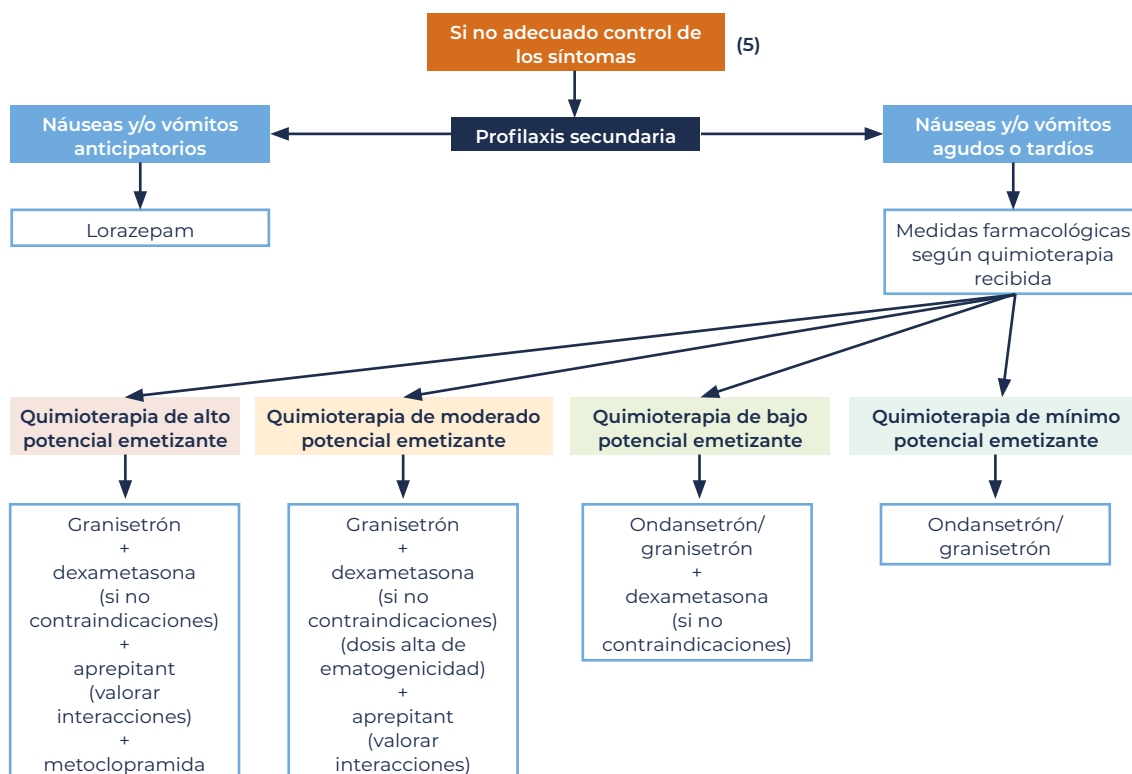 Si no adecuado control de
los síntomas
(5)
Náuseas y/o vómitos
anticipatorios
Profilaxis secundaria
Náuseas y/o vómitos
agudos o tardíos
Lorazepam
Medidas farmacológicas
según quimioterapia
recibida
Quimioterapia de alto
potencial emetizante
Quimioterapia de moderado
potencial emetizante
Quimioterapia de bajo
potencial emetizante
Quimioterapia de mínimo
potencial emetizante
Granisetrón
+
dexametasona
(si no
contraindicaciones)
+
aprepitant
(valorar
interacciones)
+
metoclopramida
Granisetrón
+
dexametasona
(si no
contraindicaciones)
(dosis alta de
ematogenicidad)
+
aprepitant
(valorar
interacciones)
Ondansetrón/
granisetrón
+
dexametasona
(si no
contraindicaciones)
Ondansetrón/
granisetrón